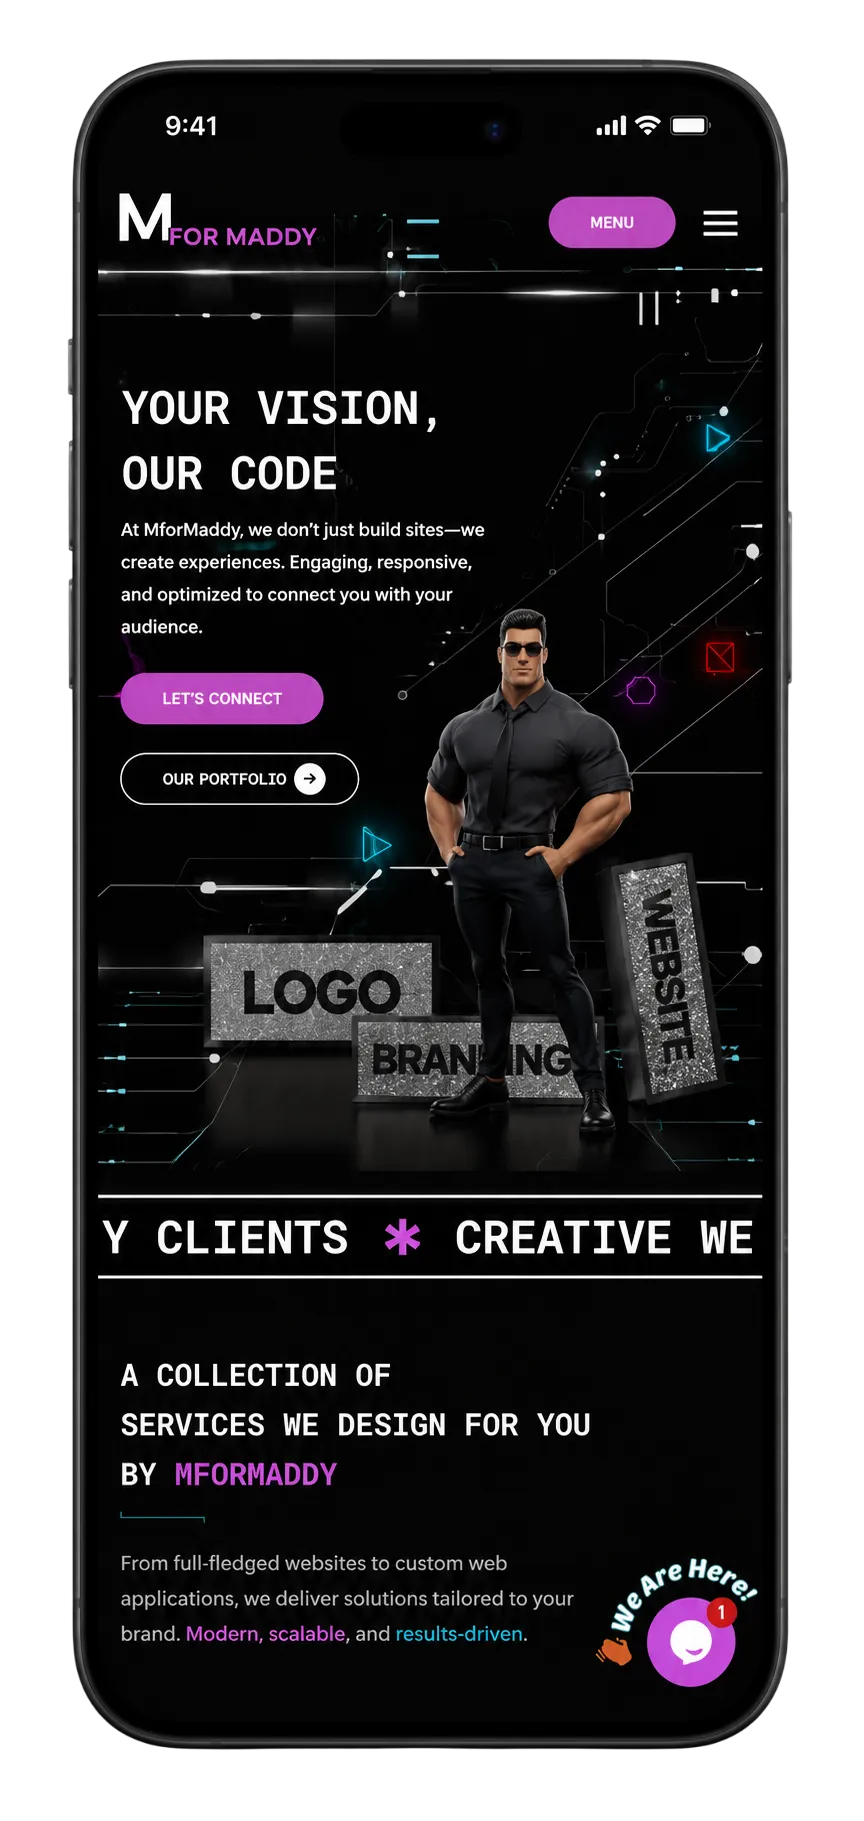 9:41
M FOR MADDY
MENU
YOUR VISION,
OUR CODE
At MforMaddy, we don't just build sites—we
create experiences. Engaging, responsive,
and optimized to connect you with your
audience.
LET'S CONNECT
OUR PORTFOLIO
LOGO
BRANDING
WEBSITE
Y CLIENTS * CREATIVE WE
A COLLECTION OF
SERVICES WE DESIGN FOR YOU
BY MFORMADDY
From full-fledged websites to custom web
applications, we deliver solutions tailored to your
brand. Modern, scalable, and results-driven.
We Are Here!
1